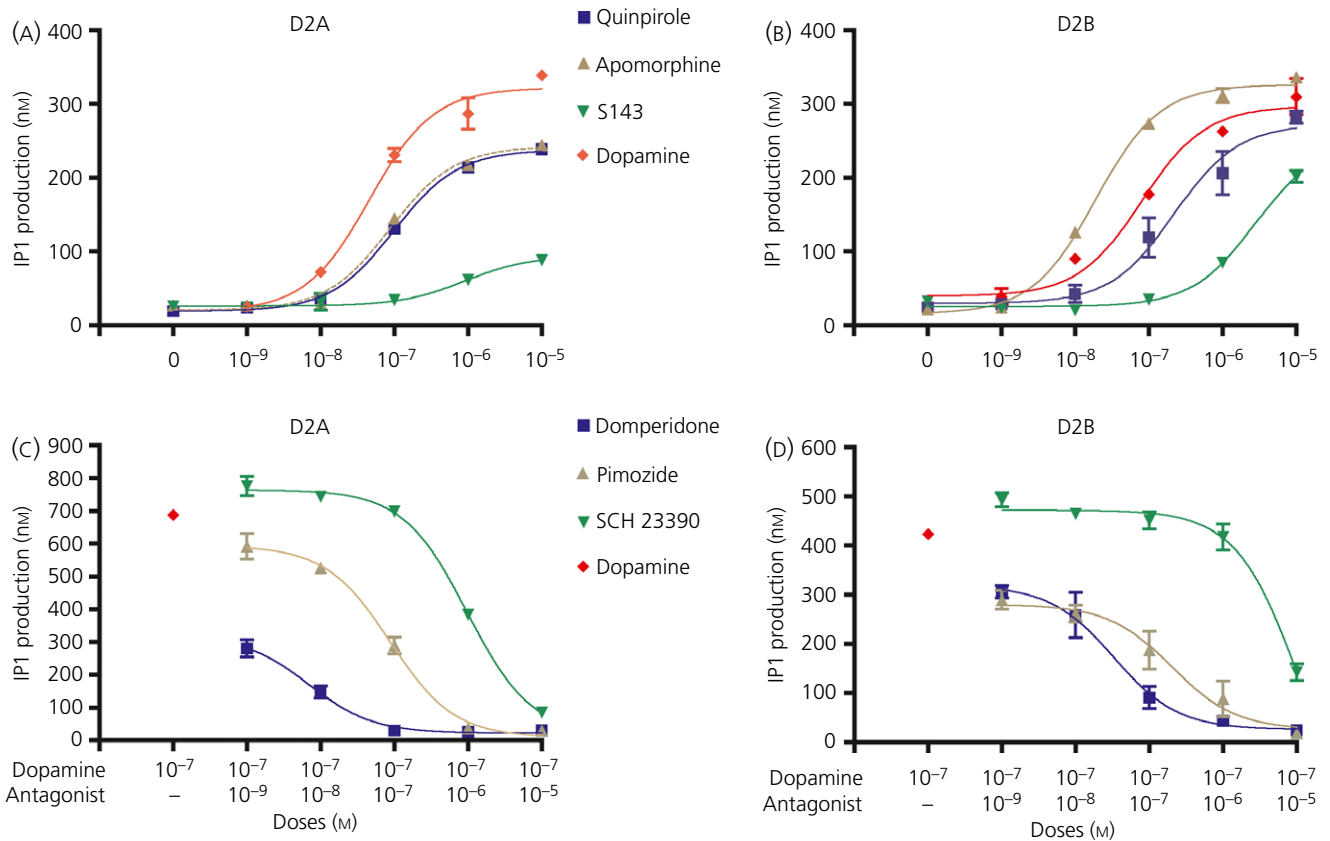 (A)
D2A
400
300
200
100
0
IP1 production (nM)
0 10⁻⁹ 10⁻⁸ 10⁻⁷ 10⁻⁶ 10⁻⁵
Quinpirole
Apomorphine
S143
Dopamine
(B)
D2B
400
300
200
100
0
IP1 production (nM)
0 10⁻⁹ 10⁻⁸ 10⁻⁷ 10⁻⁶ 10⁻⁵
(C)
D2A
900
800
700
600
500
400
300
200
100
0
IP1 production (nM)
Dopamine 10⁻⁷ 10⁻⁷ 10⁻⁷ 10⁻⁷ 10⁻⁷ 10⁻⁷
Antagonist – 10⁻⁹ 10⁻⁸ 10⁻⁷ 10⁻⁶ 10⁻⁵
Doses (M)
Domperidone
Pimozide
SCH 23390
Dopamine
(D)
D2B
600
500
400
300
200
100
0
IP1 production (nM)
Dopamine 10⁻⁷ 10⁻⁷ 10⁻⁷ 10⁻⁷ 10⁻⁷ 10⁻⁷
Antagonist – 10⁻⁹ 10⁻⁸ 10⁻⁷ 10⁻⁶ 10⁻⁵
Doses (M)